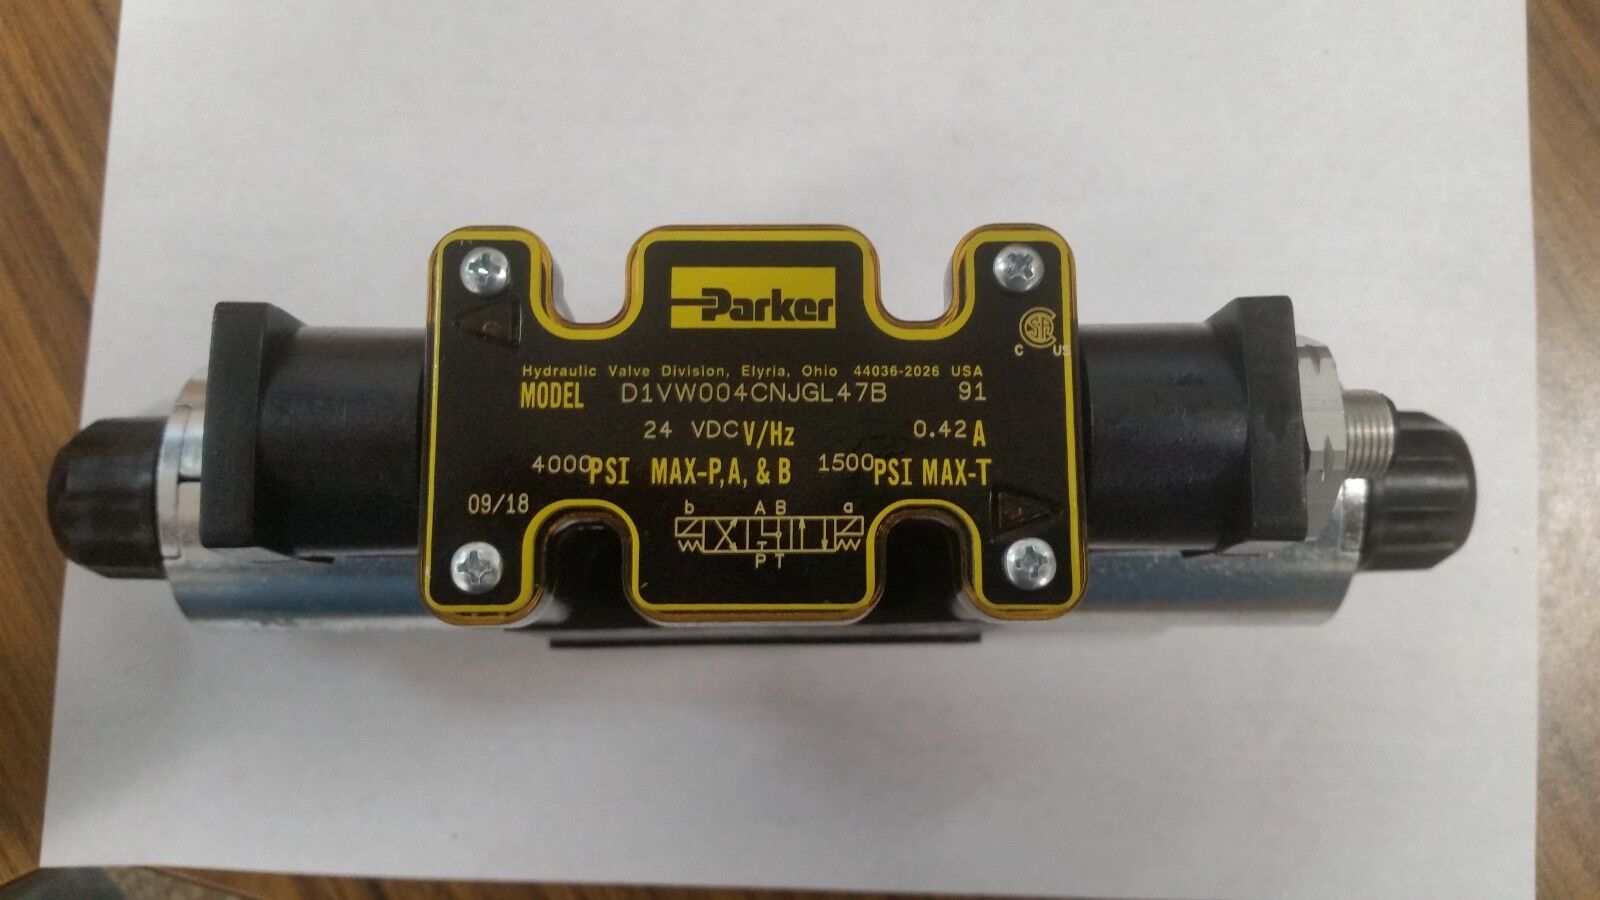 Parker
C US
Hydraulic Valve Division, Elyria, Ohio 44036-2026 USA
MODEL D1VW004CNJGL47B 91
24 VDC V/Hz 0.42 A
4000 PSI MAX-P,A, & B 1500 PSI MAX-T
09/18
b A B a
P T